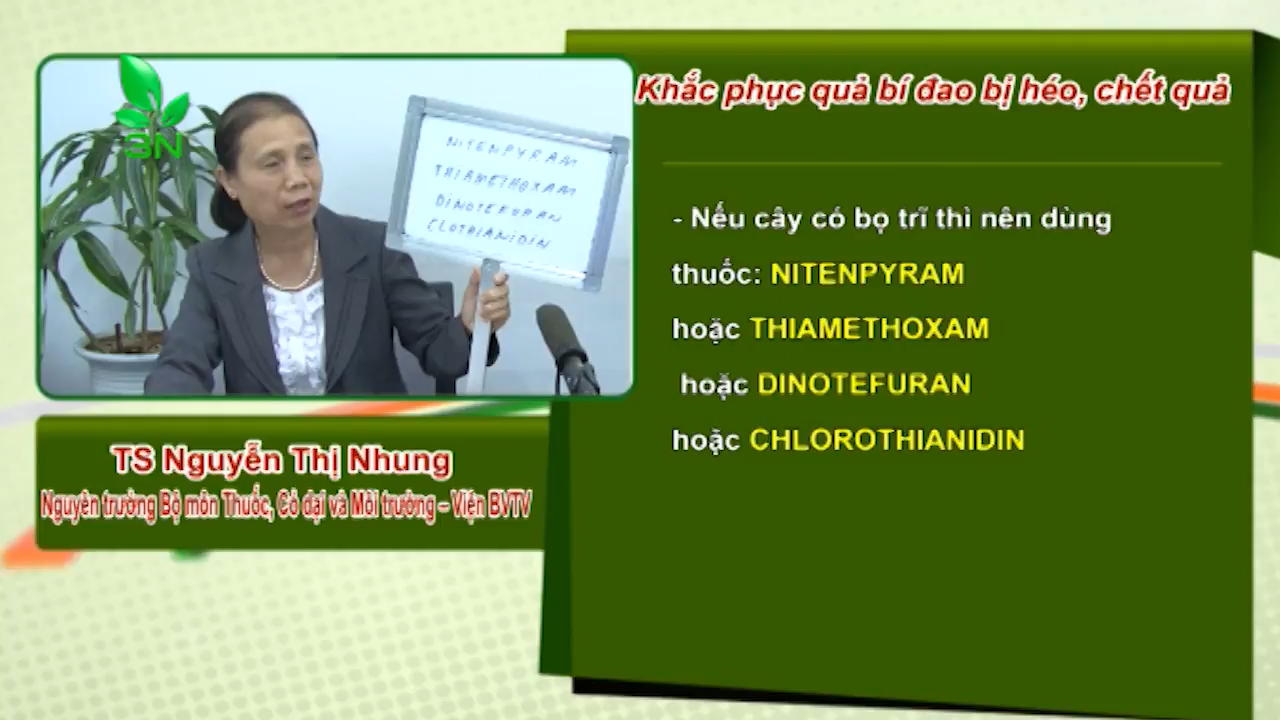 3N
NITENPYRAM
THIAMETHOXAM
DINOTEFURAN
CLOTHIANIDIN
TS Nguyễn Thị Nhung
Nguyên trưởng Bộ môn Thuốc, Cỏ dại và Môi trường – Viện BVTV
Khắc phục quả bí đao bị héo, chết quả
- Nếu cây có bọ trĩ thì nên dùng
thuốc: NITENPYRAM
hoặc THIAMETHOXAM
hoặc DINOTEFURAN
hoặc CHLOROTHIANIDIN